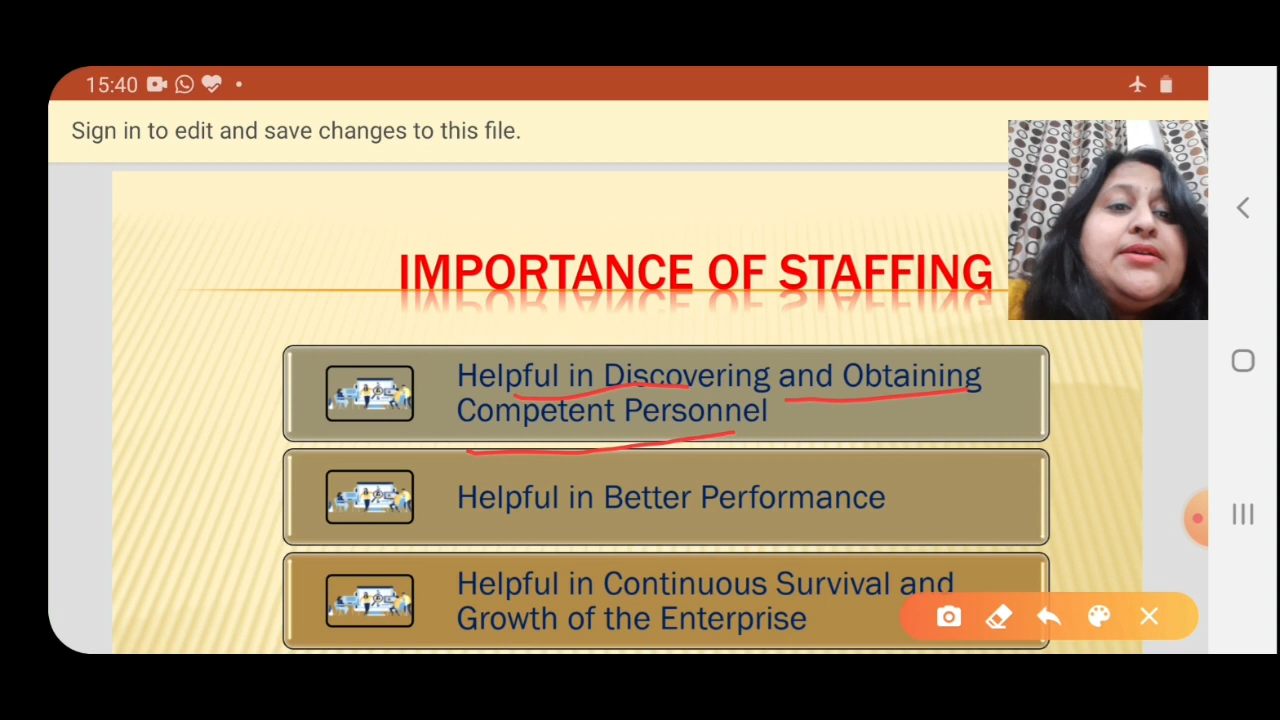 15:40
Sign in to edit and save changes to this file.
IMPORTANCE OF STAFFING
Helpful in Discovering and Obtaining
Competent Personnel
Helpful in Better Performance
Helpful in Continuous Survival and
Growth of the Enterprise